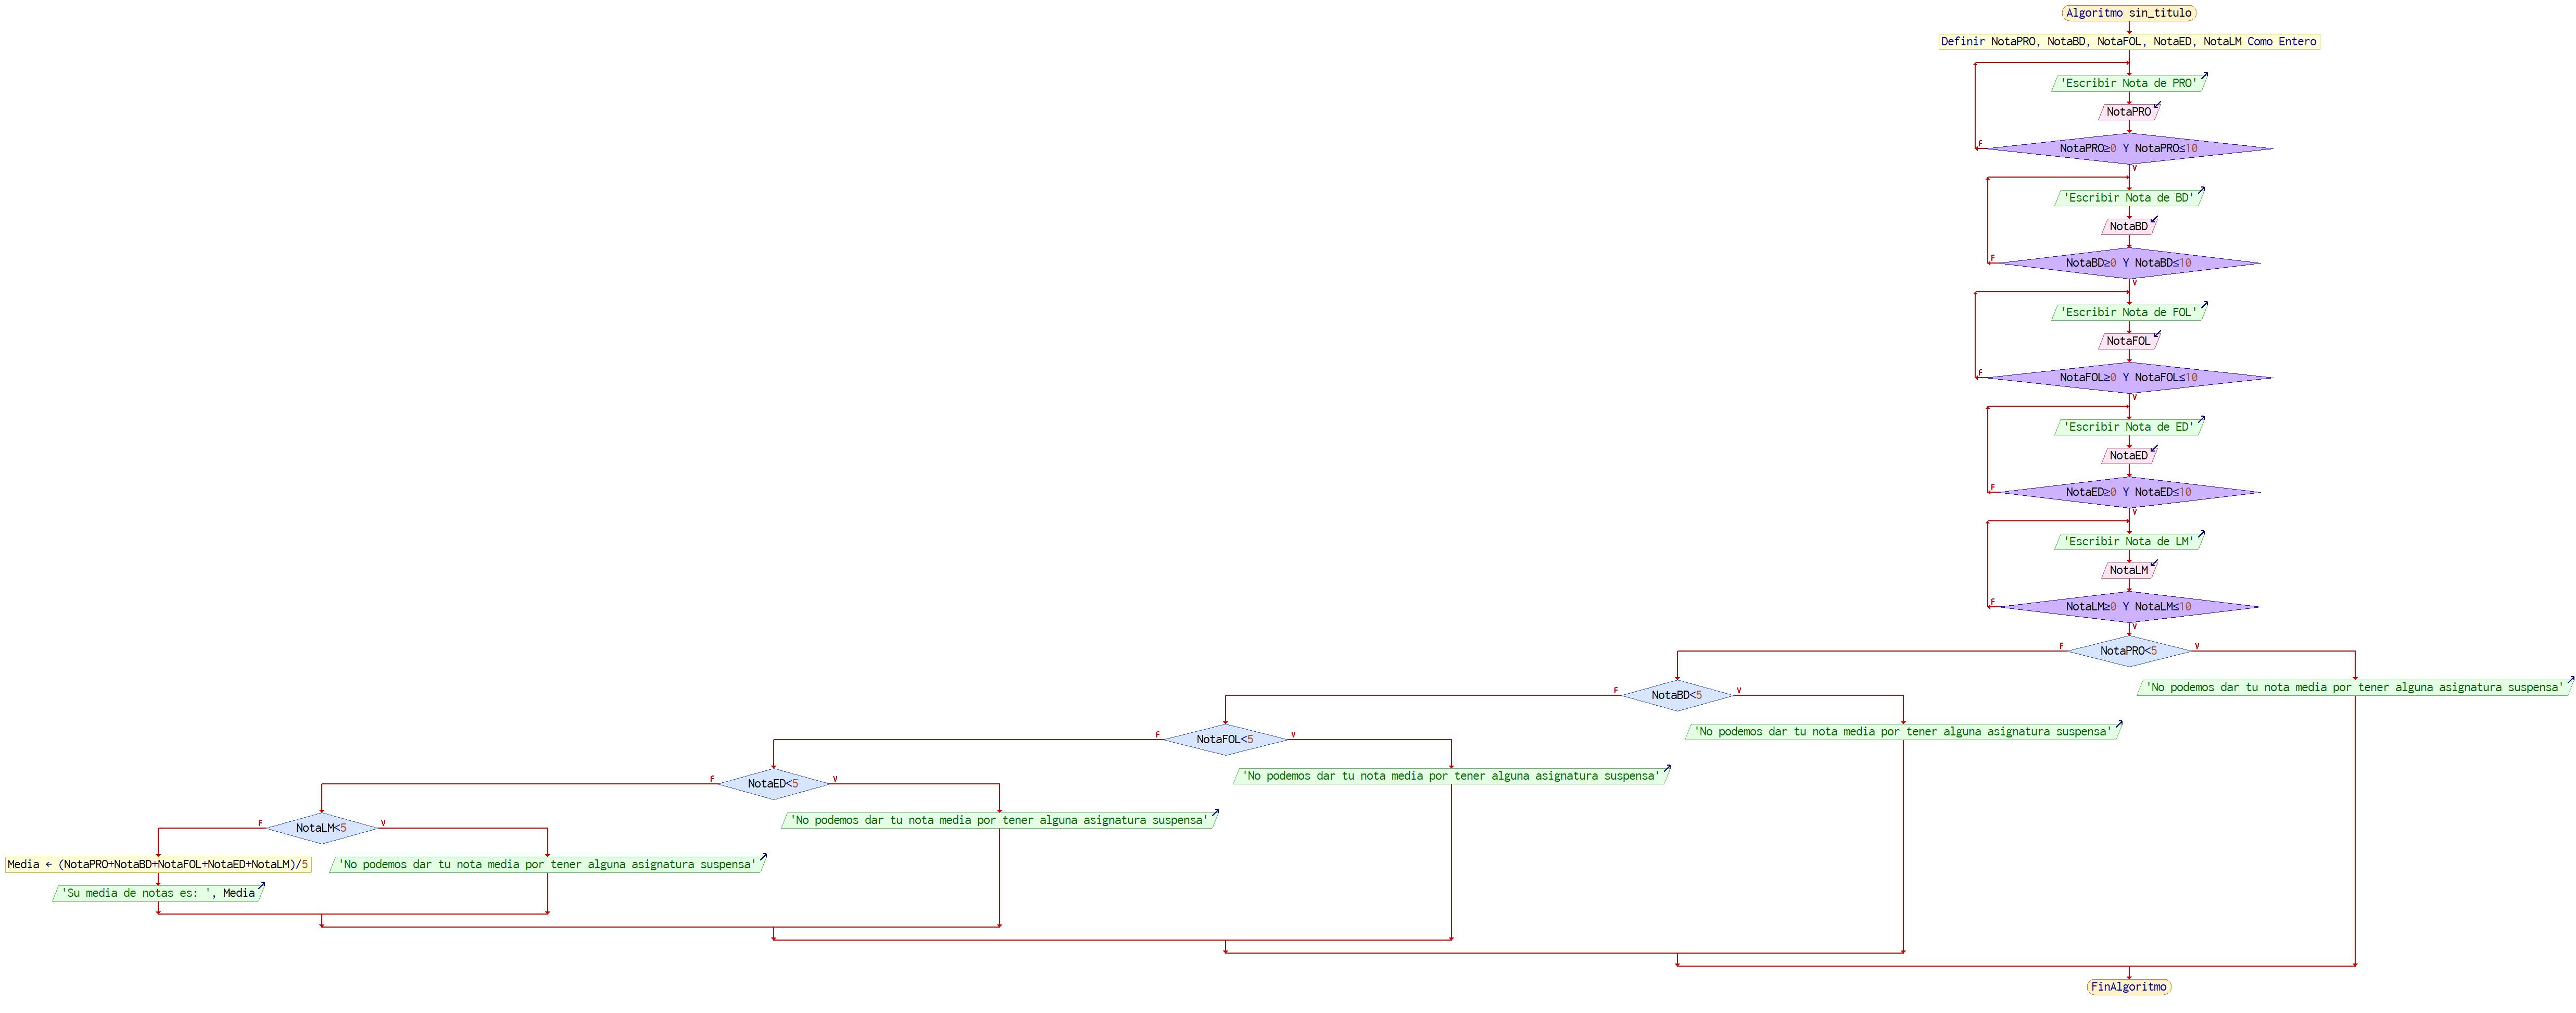 Algoritmo sin_titulo
Definir NotaPRO, NotaBD, NotaFOL, NotaED, NotaLM Como Entero
'Escribir Nota de PRO'
NotaPRO
NotaPRO≥0 Y NotaPRO≤10
F
V
'Escribir Nota de BD'
NotaBD
NotaBD≥0 Y NotaBD≤10
F
V
'Escribir Nota de FOL'
NotaFOL
NotaFOL≥0 Y NotaFOL≤10
F
V
'Escribir Nota de ED'
NotaED
NotaED≥0 Y NotaED≤10
F
V
'Escribir Nota de LM'
NotaLM
NotaLM≥0 Y NotaLM≤10
F
V
F
NotaPRO<5
V
'No podemos dar tu nota media por tener alguna asignatura suspensa'
F
NotaBD<5
V
'No podemos dar tu nota media por tener alguna asignatura suspensa'
F
NotaFOL<5
V
'No podemos dar tu nota media por tener alguna asignatura suspensa'
F
NotaED<5
V
'No podemos dar tu nota media por tener alguna asignatura suspensa'
F
NotaLM<5
V
Media ← (NotaPRO+NotaBD+NotaFOL+NotaED+NotaLM)/5
'No podemos dar tu nota media por tener alguna asignatura suspensa'
'Su media de notas es: ', Media
FinAlgoritmo